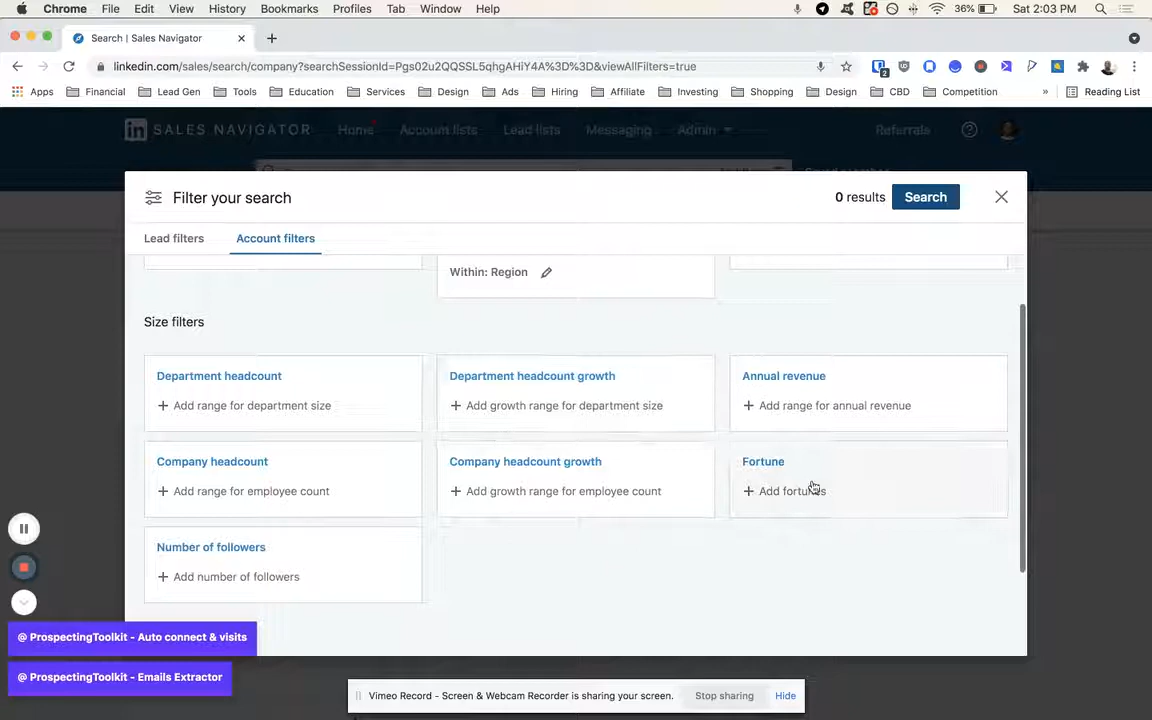 Chrome File Edit View History Bookmarks Profiles Tab Window Help 36% Sat 2:03 PM
Search | Sales Navigator
linkedin.com/sales/search/company?searchSessionId=Pgs02u2QQSSL5qhgAHiY4A%3D%3D&viewAllFilters=true 2
Apps Financial Lead Gen Tools Education Services Design Ads Hiring Affiliate Investing Shopping Design CBD Competition » Reading List
in SALES NAVIGATOR Home Account lists Lead lists Messaging Admin Referrals
Filter your search 0 results Search
Lead filters Account filters
Within: Region
Size filters
Department headcount Department headcount growth Annual revenue
+ Add range for department size + Add growth range for department size + Add range for annual revenue
Company headcount Company headcount growth Fortune
+ Add range for employee count + Add growth range for employee count + Add fortunes
Number of followers
+ Add number of followers
@ ProspectingToolkit - Auto connect & visits
@ ProspectingToolkit - Emails Extractor
Vimeo Record - Screen & Webcam Recorder is sharing your screen. Stop sharing Hide